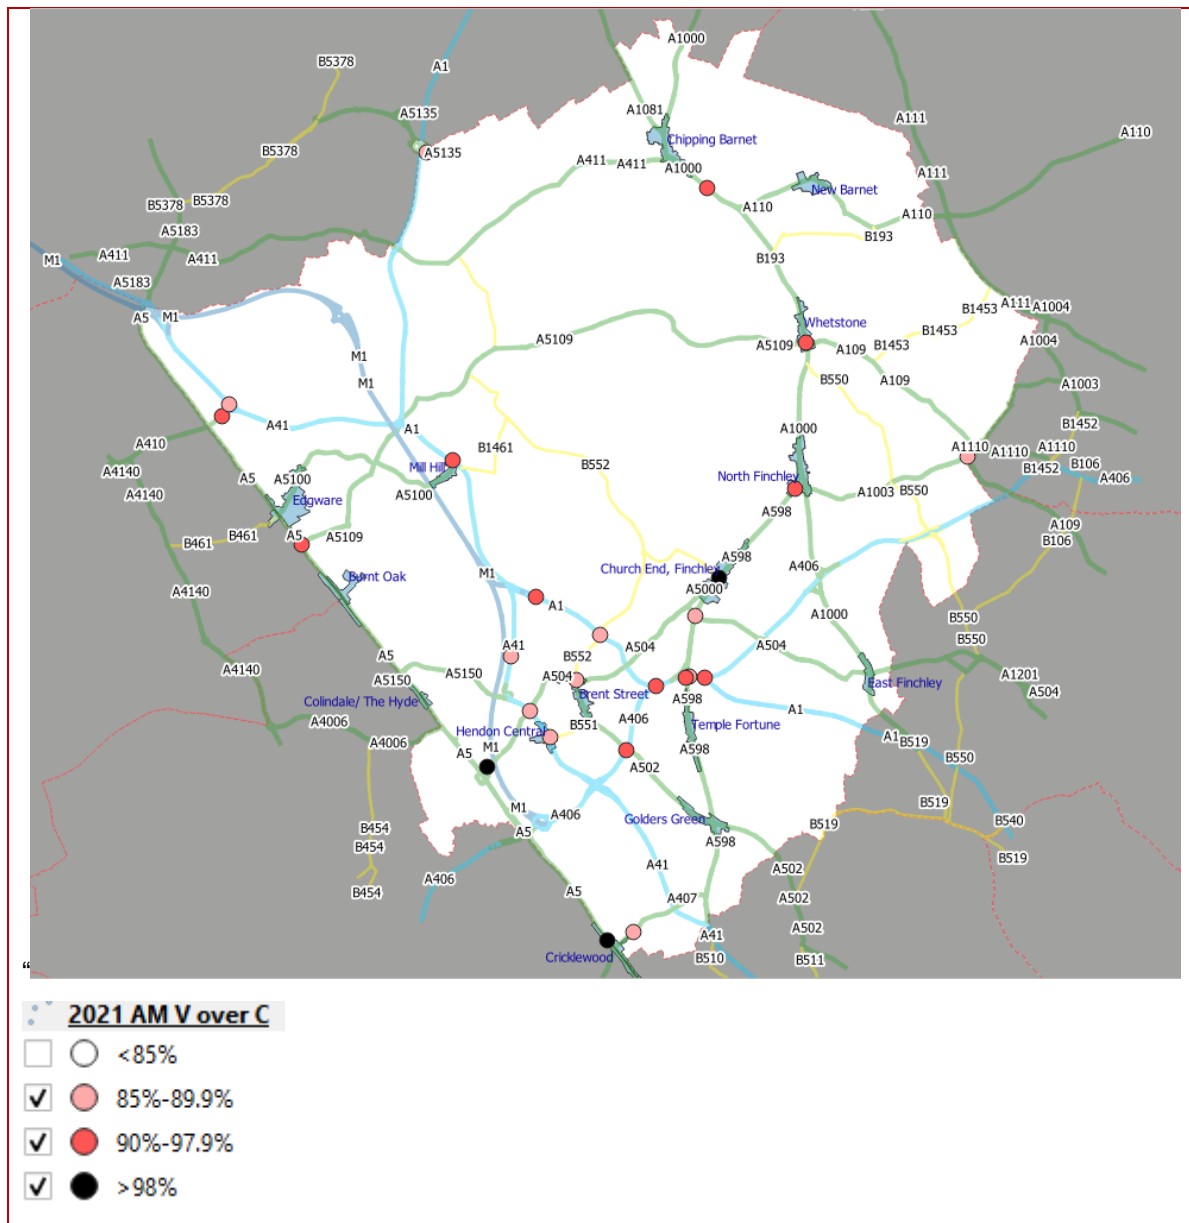 A1000
B5378
A1
A1081
A5135
A111
A110
Chipping Barnet
B5378
A5135
A411
A411
A1000
A111
New Barnet
B5378
B5378
A110
A110
A5183
B193
A411
A411
B193
M1
A5183
A5
M1
B1453
A111
A1004
Whetstone
B1453
A5109
A5109
A109
B1453
A1004
M1
M1
B550
A109
A1003
A41
A1
A1000
B1452
A410
B1461
A1110
A1110
A1110
A4140
Mill Hill
B552
B1452
B106
A5
A5100
North Finchley
A406
A4140
A5100
A1003
B550
Edgware
A598
A109
B461
B461
A5
A5109
B106
A598
Church End, Finchley
A406
M1
Burnt Oak
A5000
A4140
A1
A1000
B550
B550
A41
A504
A504
A5
B552
A4140
A5150
A504
A1201
A5150
East Finchley
Brent Street
A504
Colindale/ The Hyde
A598
A1
A4006
A406
Temple Fortune
B551
Hendon Central
A1
B519
A4006
M1
A5
A598
B550
A502
B519
M1
A406
Golders Green
B519
B540
B454
A5
A598
B454
B519
A41
A502
A406
A5
B454
A407
A502
A502
A41
Cricklewood
B510
B511
“
2021 AM V over C
<85%
85%-89.9%
90%-97.9%
>98%